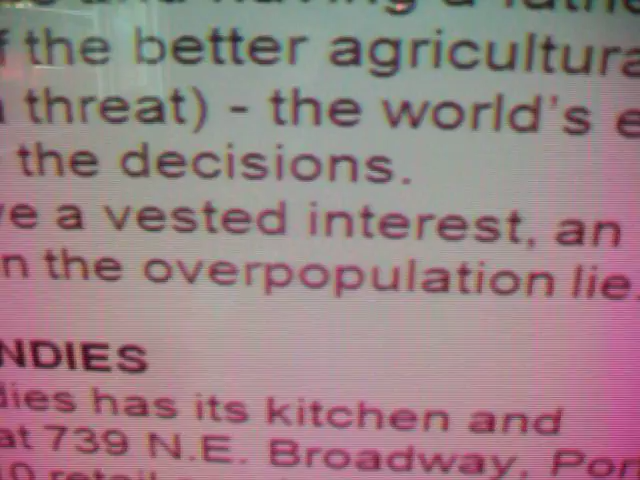 the better agricultura
threat) - the world's e
the decisions.
ve a vested interest, an
n the overpopulation lie.
NDIES
dies has its kitchen and
at 739 N.E. Broadway, Por